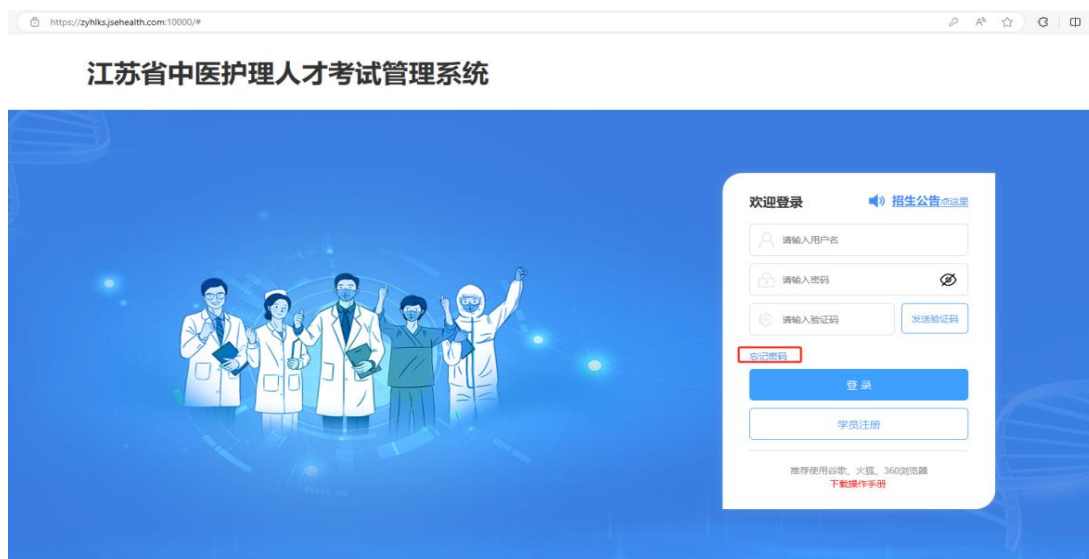 https://zyhlks.jsehealth.com:10000/#
江苏省中医护理人才考试管理系统
欢迎登录 招生公告点这里
请输入用户名
请输入密码
请输入验证码 发送验证码
忘记密码
登 录
学员注册
推荐使用谷歌、火狐、360浏览器
下载操作手册